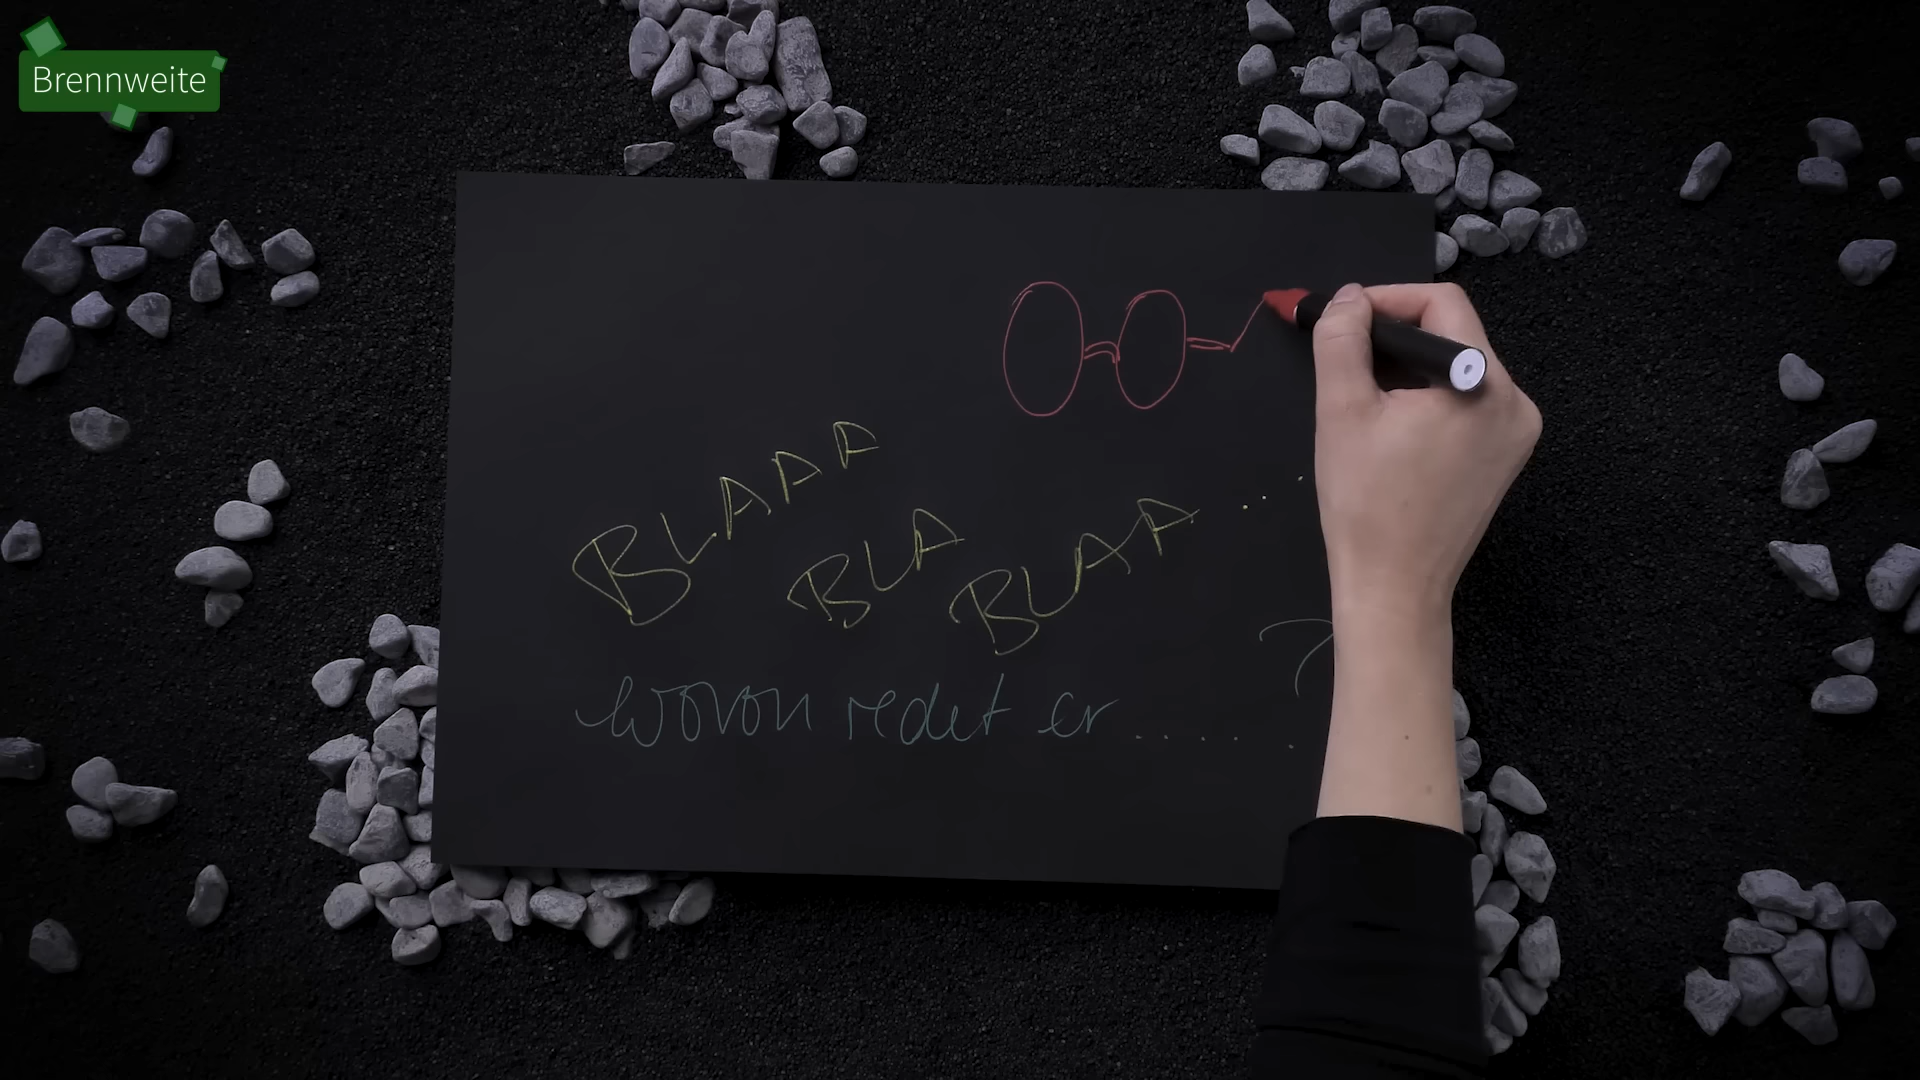 Brennweite
BLAAA
BLA
BLAA...
wovon redet er......?